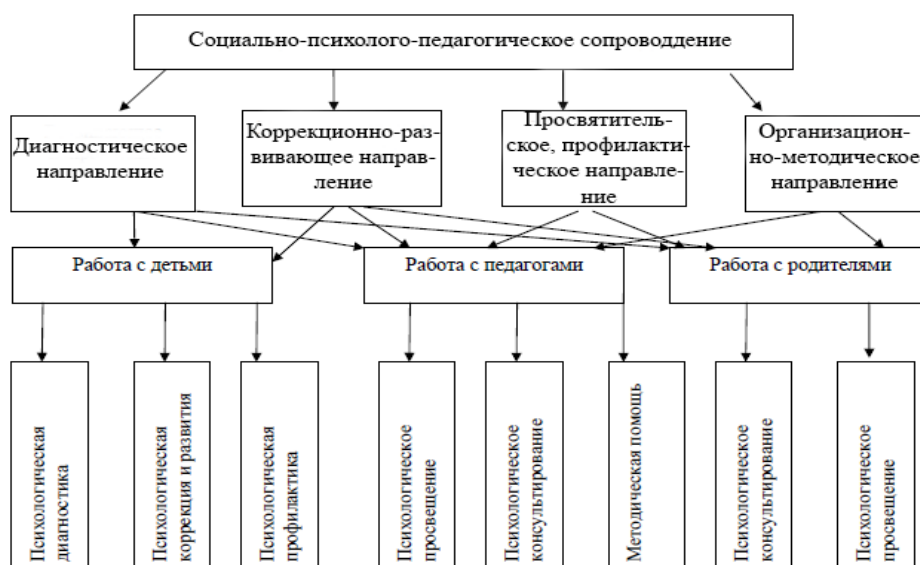 Социально-психолого-педагогическое сопроводдение
Диагностическое
направление
Коррекционно-раз-
вивающее направ-
ление
Просвятитель-
ское, профилакти-
ческое направле-
ние
Организацион-
но-методическое
направление
Работа с детьми
Работа с педагогами
Работа с родителями
Психологическая
диагностика
Психологическая
коррекция и развития
Психологическая
профилактика
Психологическое
просвещение
Психологическое
консультирование
Методическая помощь
Психологическое
консультирование
Психологическое
просвещение